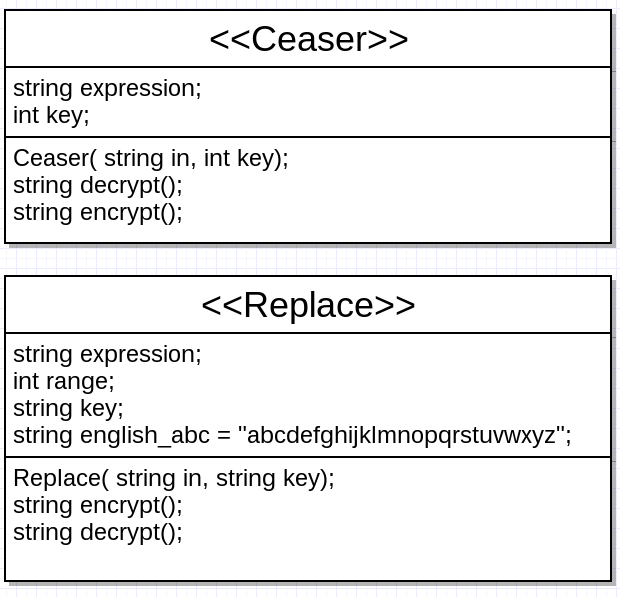 <<Ceaser>>
string expression;
int key;
Ceaser( string in, int key);
string decrypt();
string encrypt();
<<Replace>>
string expression;
int range;
string key;
string english_abc = "abcdefghijklmnopqrstuvwxyz";
Replace( string in, string key);
string encrypt();
string decrypt();